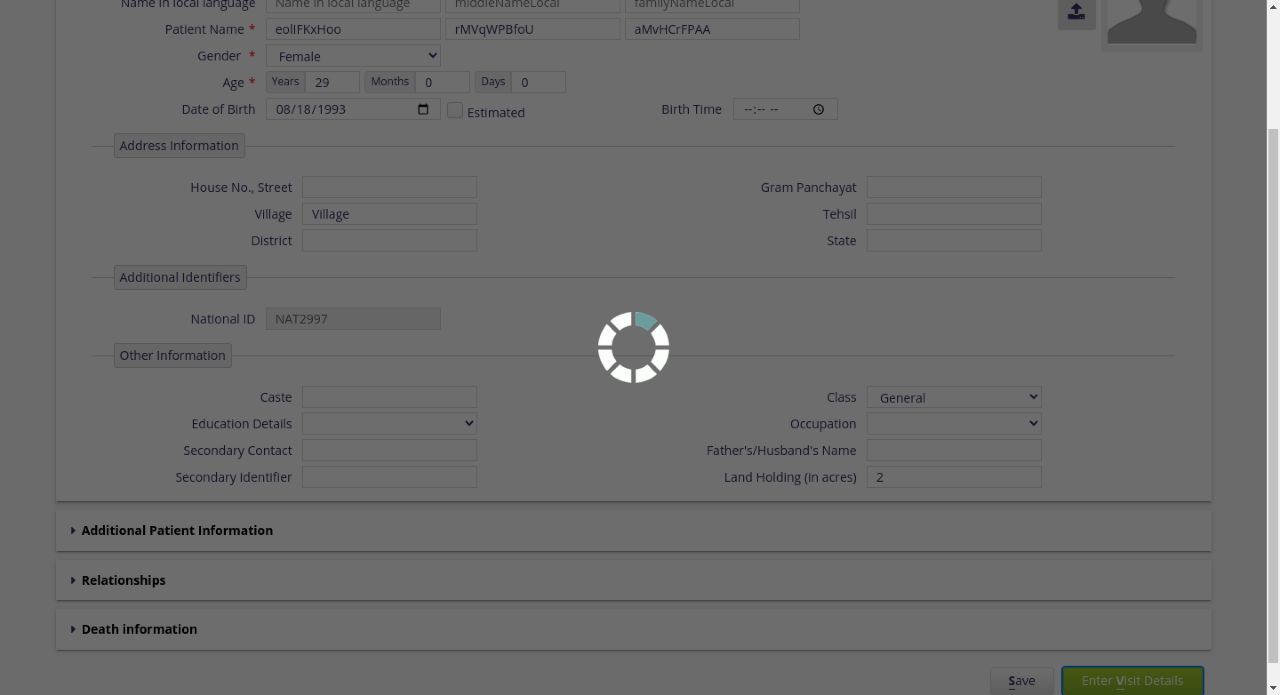 Name in local language Name in local language middleNameLocal familyNameLocal
Patient Name * eolIFKxHoo rMVqWPBfoU aMvHCrFPAA
Gender * Female
Age * Years 29 Months 0 Days 0
Date of Birth 08/18/1993 Estimated Birth Time --:-- --
Address Information
House No., Street Gram Panchayat
Village Village Tehsil
District State
Additional Identifiers
National ID NAT2997
Other Information
Caste Class General
Education Details Occupation
Secondary Contact Father's/Husband's Name
Secondary Identifier Land Holding (in acres) 2
Additional Patient Information
Relationships
Death information
Save Enter Visit Details